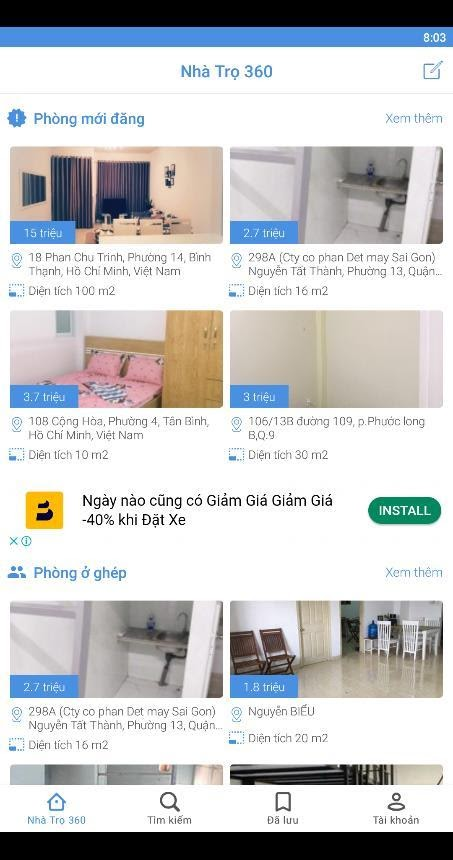 8:03
Nhà Trọ 360
Phòng mới đăng
Xem thêm
15 triệu
18 Phan Chu Trinh, Phường 14, Bình
Thạnh, Hồ Chí Minh, Việt Nam
Diện tích 100 m2
2.7 triệu
298A (Cty co phan Det may Sai Gon)
Nguyễn Tất Thành, Phường 13, Quận...
Diện tích 16 m2
3.7 triệu
108 Cộng Hòa, Phường 4, Tân Bình,
Hồ Chí Minh, Việt Nam
Diện tích 10 m2
3 triệu
106/13B đường 109, p.Phước long
B,Q.9
Diện tích 30 m2
Ngày nào cũng có Giảm Giá Giảm Giá
-40% khi Đặt Xe
INSTALL
Phòng ở ghép
Xem thêm
2.7 triệu
298A (Cty co phan Det may Sai Gon)
Nguyễn Tất Thành, Phường 13, Quận...
Diện tích 16 m2
1.8 triệu
Nguyễn BIỂU
Diện tích 20 m2
Nhà Trọ 360
Tìm kiếm
Đã lưu
Tài khoản